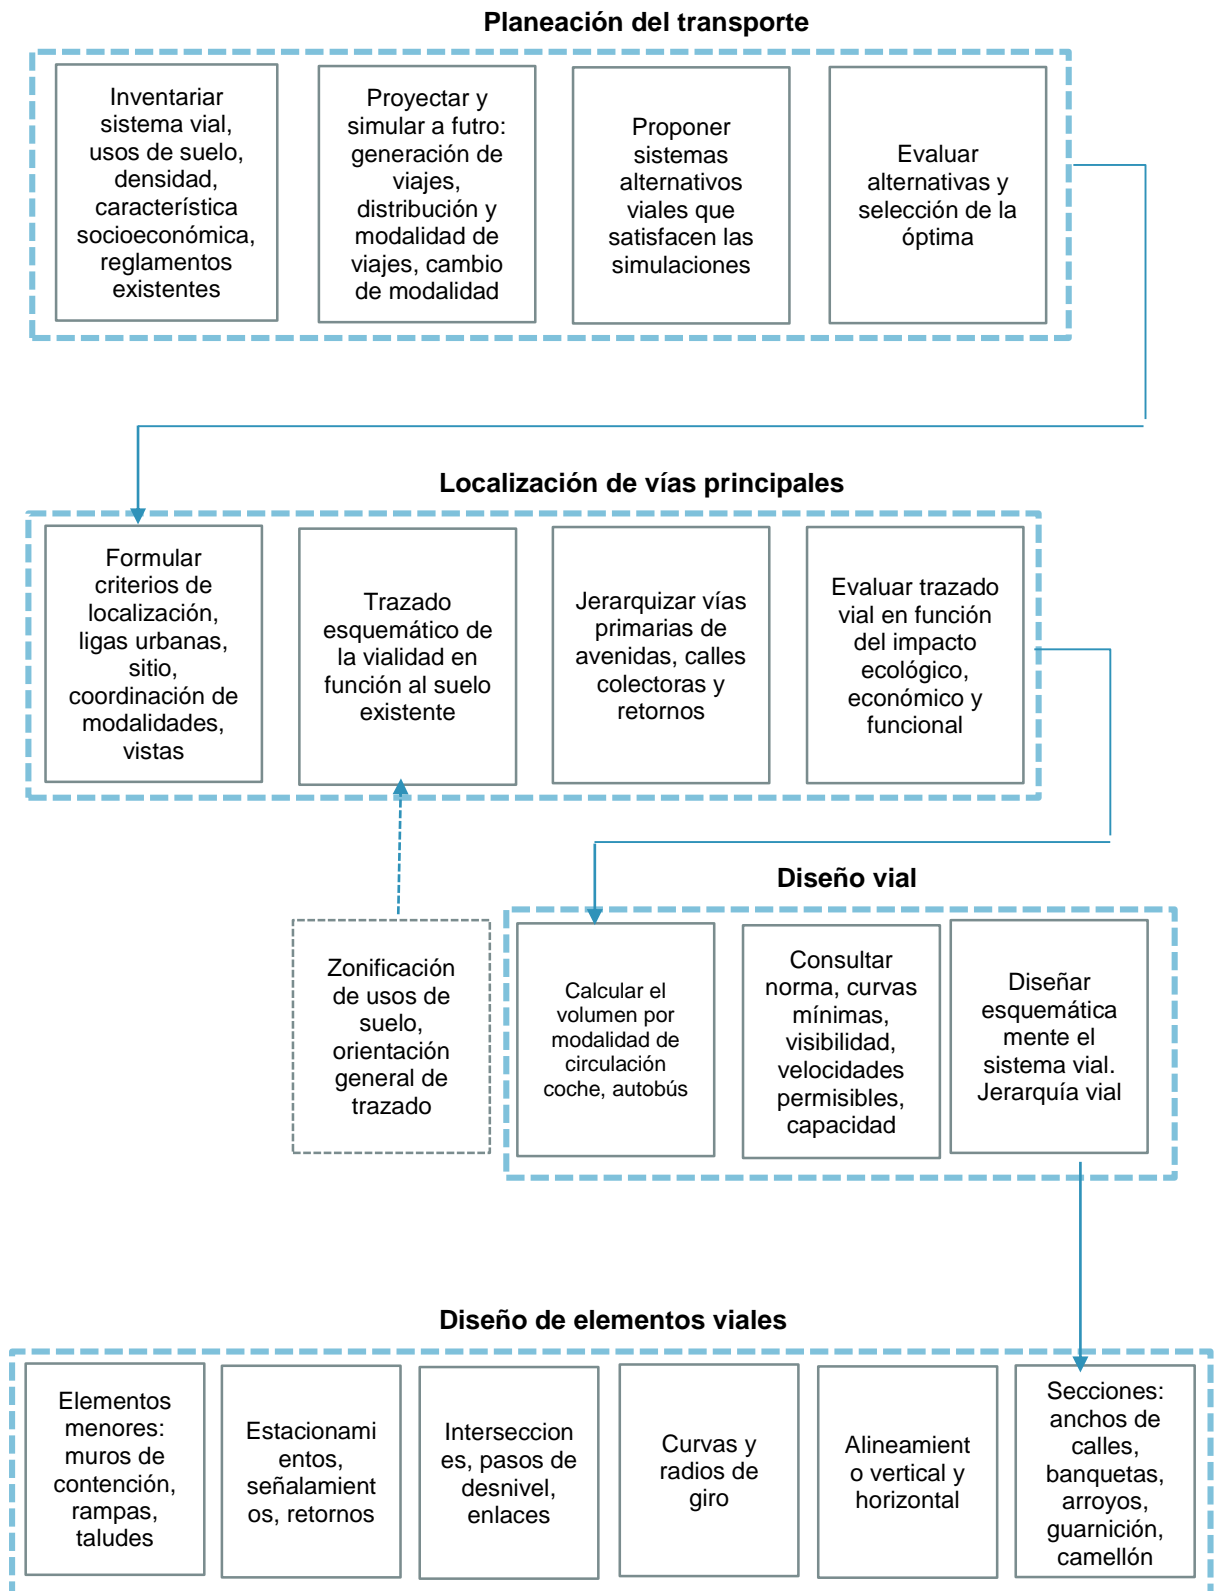 Planeación del transporte
Inventariar
sistema vial,
usos de suelo,
densidad,
característica
socioeconómica,
reglamentos
existentes
Proyectar y
simular a futro:
generación de
viajes,
distribución y
modalidad de
viajes, cambio
de modalidad
Proponer
sistemas
alternativos
viales que
satisfacen las
simulaciones
Evaluar
alternativas y
selección de la
óptima
Localización de vías principales
Formular
criterios de
localización,
ligas urbanas,
sitio,
coordinación de
modalidades,
vistas
Trazado
esquemático de
la vialidad en
función al suelo
existente
Jerarquizar vías
primarias de
avenidas, calles
colectoras y
retornos
Evaluar trazado
vial en función
del impacto
ecológico,
económico y
funcional
Zonificación
de usos de
suelo,
orientación
general de
trazado
Diseño vial
Calcular el
volumen por
modalidad de
circulación
coche, autobús
Consultar
norma, curvas
mínimas,
visibilidad,
velocidades
permisibles,
capacidad
Diseñar
esquemática
mente el
sistema vial.
Jerarquía vial
Diseño de elementos viales
Elementos
menores:
muros de
contención,
rampas,
taludes
Estacionami
entos,
señalamient
os, retornos
Interseccion
es, pasos de
desnivel,
enlaces
Curvas y
radios de
giro
Alineamient
o vertical y
horizontal
Secciones:
anchos de
calles,
banquetas,
arroyos,
guarnición,
camellón